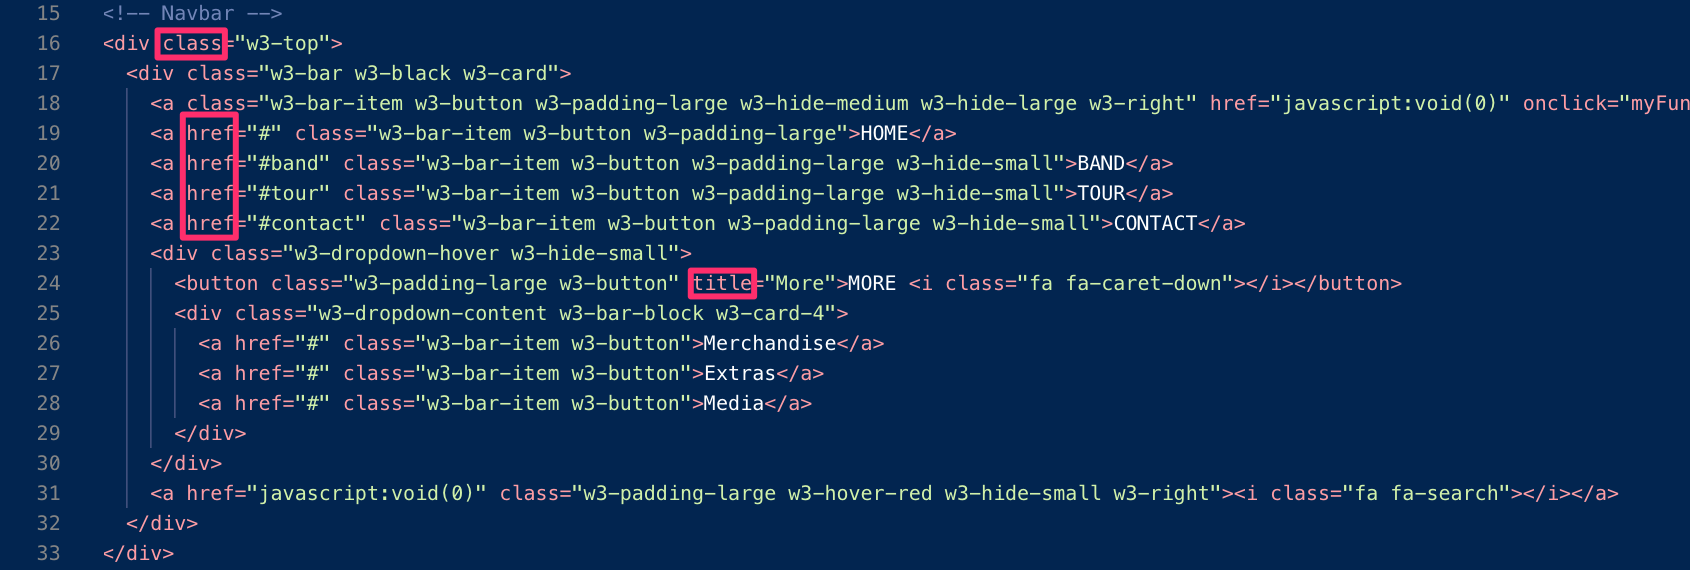 15 <!-- Navbar -->
16 <div class="w3-top">
17 <div class="w3-bar w3-black w3-card">
18 <a class="w3-bar-item w3-button w3-padding-large w3-hide-medium w3-hide-large w3-right" href="javascript:void(0)" onclick="myFun
19 <a href="#" class="w3-bar-item w3-button w3-padding-large">HOME</a>
20 <a href="#band" class="w3-bar-item w3-button w3-padding-large w3-hide-small">BAND</a>
21 <a href="#tour" class="w3-bar-item w3-button w3-padding-large w3-hide-small">TOUR</a>
22 <a href="#contact" class="w3-bar-item w3-button w3-padding-large w3-hide-small">CONTACT</a>
23 <div class="w3-dropdown-hover w3-hide-small">
24 <button class="w3-padding-large w3-button" title="More">MORE <i class="fa fa-caret-down"></i></button>
25 <div class="w3-dropdown-content w3-bar-block w3-card-4">
26 <a href="#" class="w3-bar-item w3-button">Merchandise</a>
27 <a href="#" class="w3-bar-item w3-button">Extras</a>
28 <a href="#" class="w3-bar-item w3-button">Media</a>
29 </div>
30 </div>
31 <a href="javascript:void(0)" class="w3-padding-large w3-hover-red w3-hide-small w3-right"><i class="fa fa-search"></i></a>
32 </div>
33 </div>